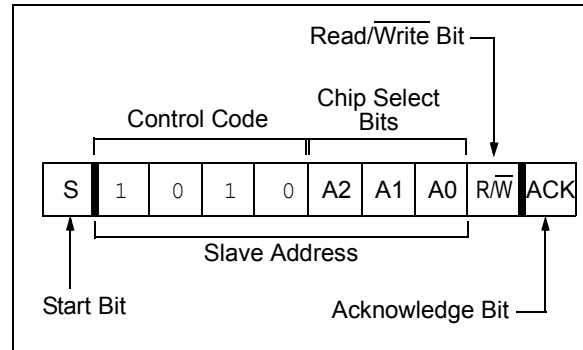 Read/Write Bit
Chip Select
Control Code Bits
S 1 0 1 0 A2 A1 A0 R/W ACK
Slave Address
Start Bit
Acknowledge Bit